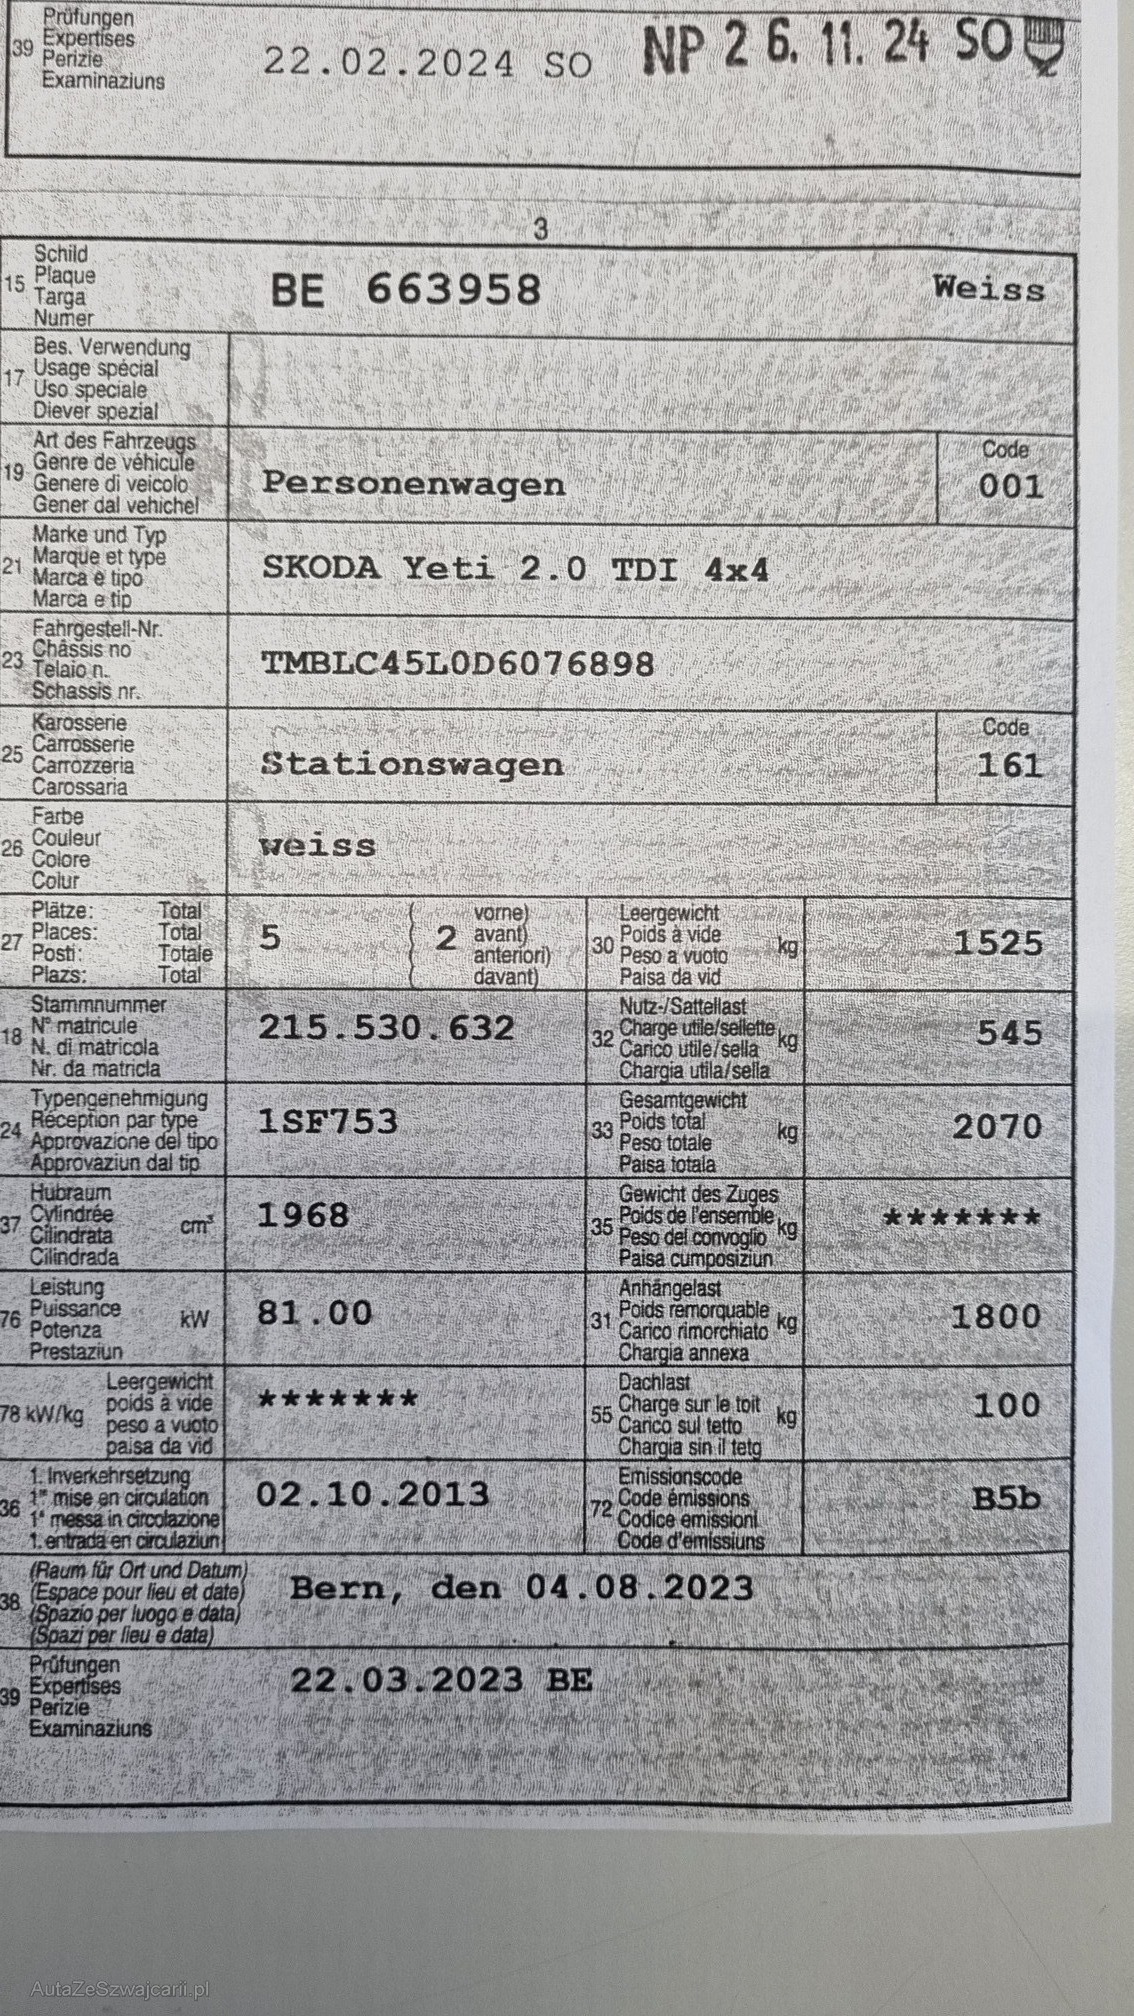 39 Prüfungen
Expertises
Perizie
Examinaziuns
22.02.2024 SO
NP 26.11.24 SO
3
15 Schild
Plaque
Targa
Numer
BE 663958
Weiss
17 Bes. Verwendung
Usage spécial
Uso speciale
Diever spezial
19 Art des Fahrzeugs
Genre de véhicule
Genere di veicolo
Gener dal vehichel
Personenwagen
Code
001
21 Marke und Typ
Marque et type
Marca e tipo
Marca e tip
SKODA Yeti 2.0 TDI 4x4
23 Fahrgestell-Nr.
Châssis no
Telaio n.
Schassis nr.
TMBLC45L0D6076898
25 Karosserie
Carrosserie
Carrozzeria
Carossaria
Stationswagen
Code
161
26 Farbe
Couleur
Colore
Colur
weiss
27 Plätze: Total
Places: Total
Posti: Totale
Plazs: Total
5 ( 2 vorne)
avant)
anteriori)
davant)
30 Leergewicht
Poids à vide
Peso a vuoto kg
Paisa da vid
1525
18 Stammnummer
N° matricule
N. di matricola
Nr. da matricla
215.530.632
32 Nutz-/Sattellast
Charge utile/sellette
Carico utile/sella kg
Chargia utila/sella
545
24 Typengenehmigung
Réception par type
Approvazione del tipo
Approvaziun dal tip
1SF753
33 Gesamtgewicht
Poids total
Peso totale kg
Paisa totala
2070
37 Hubraum
Cylindrée
Cilindrata cm³
Cilindrada
1968
35 Gewicht des Zuges
Poids de l'ensemble
Peso del convoglio kg
Paisa cumposiziun
*******
76 Leistung
Puissance
Potenza kW
Prestaziun
81.00
31 Anhängelast
Poids remorquable
Carico rimorchiato kg
Chargia annexa
1800
78 kW/kg Leergewicht
poids à vide
peso a vuoto
paisa da vid
*******
55 Dachlast
Charge sur le toit
Carico sul tetto kg
Chargia sin il tetg
100
36 1. Inverkehrsetzung
1re mise en circulation
1a messa in circolazione
1. entrada en circulaziun
02.10.2013
72 Emissionscode
Code émissions
Codice emissioni
Code d'emissiuns
B5b
38 (Raum für Ort und Datum)
(Espace pour lieu et date)
(Spazio per luogo e data)
(Spazi per lieu e data)
Bern, den 04.08.2023
39 Prüfungen
Expertises
Perizie
Examinaziuns
22.03.2023 BE
AutaZeSzwajcarii.pl